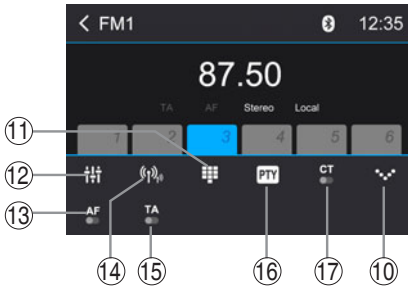 FM1 12:35
87.50
TA AF Stereo Local
1 2 3 4 5 6
⑪
⑫ PTY CT
⑬ AF TA
⑭ ⑮ ⑯ ⑰ ⑩